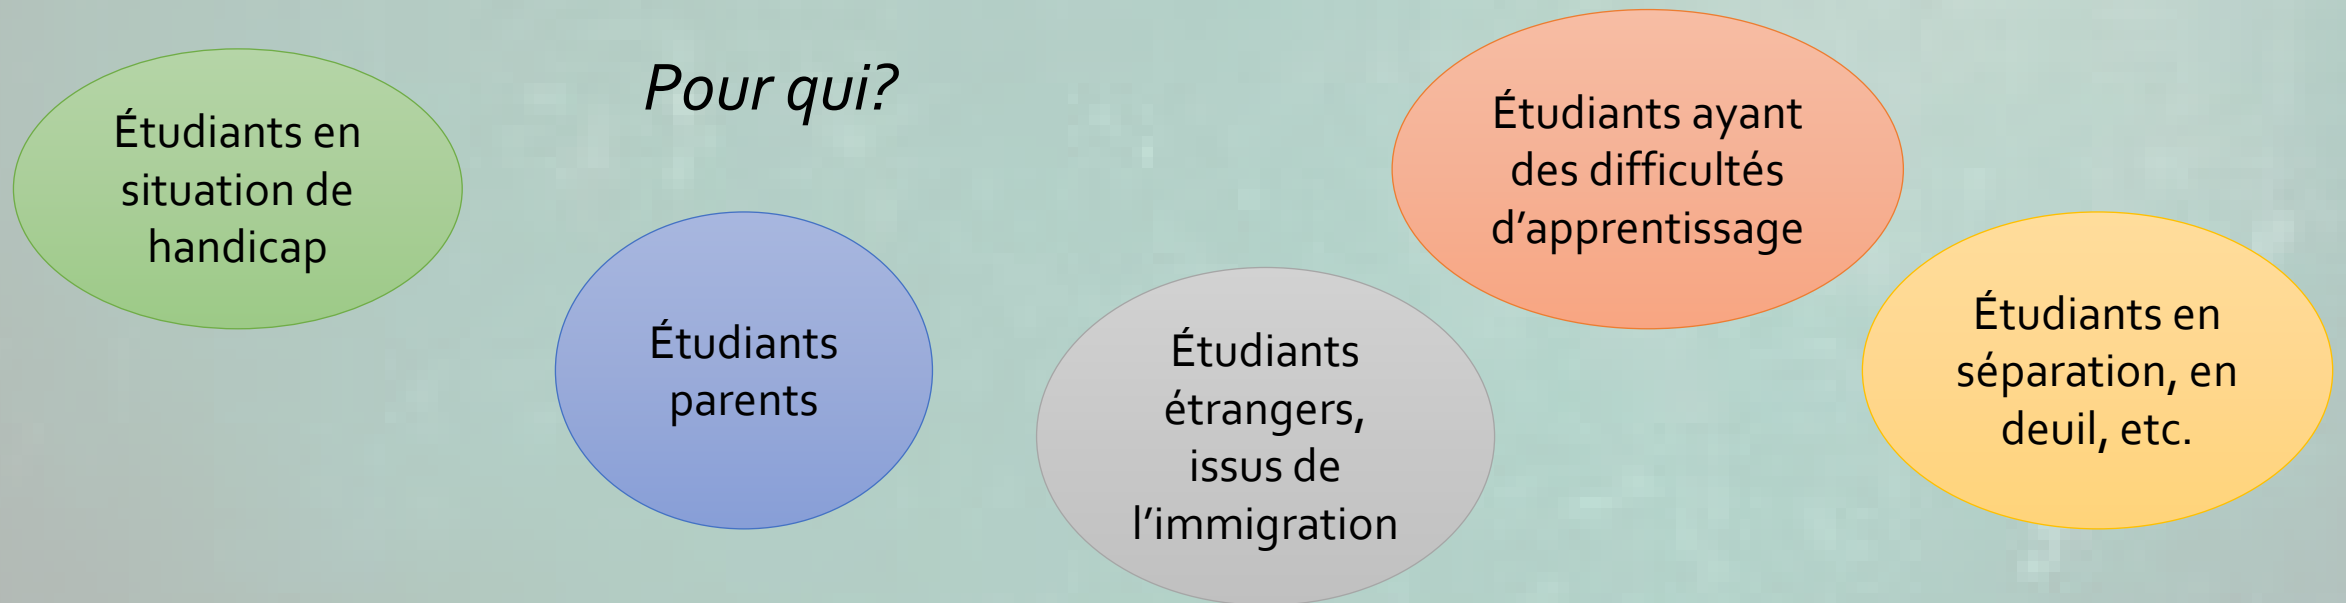 Pour qui?
Étudiants en
situation de
handicap
Étudiants
parents
Étudiants
étrangers,
issus de
l’immigration
Étudiants ayant
des difficultés
d’apprentissage
Étudiants en
séparation, en
deuil, etc.